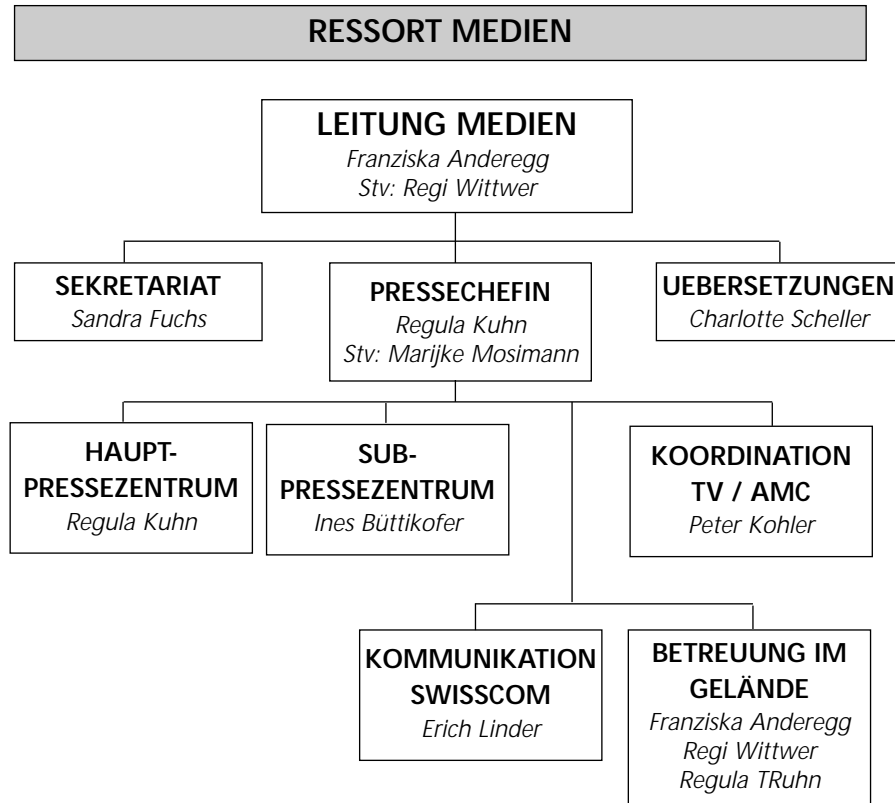 RESSORT MEDIEN
LEITUNG MEDIEN
Franziska Anderegg
Stv: Regi Wittwer
SEKRETARIAT
Sandra Fuchs
PRESSECHEFIN
Regula Kuhn
Stv: Marijke Mosimann
UEBERSETZUNGEN
Charlotte Scheller
HAUPT-
PRESSEZENTRUM
Regula Kuhn
SUB-
PRESSEZENTRUM
Ines Büttikofer
KOORDINATION
TV / AMC
Peter Kohler
KOMMUNIKATION
SWISSCOM
Erich Linder
BETREUUNG IM
GELÄNDE
Franziska Anderegg
Regi Wittwer
Regula TRuhn